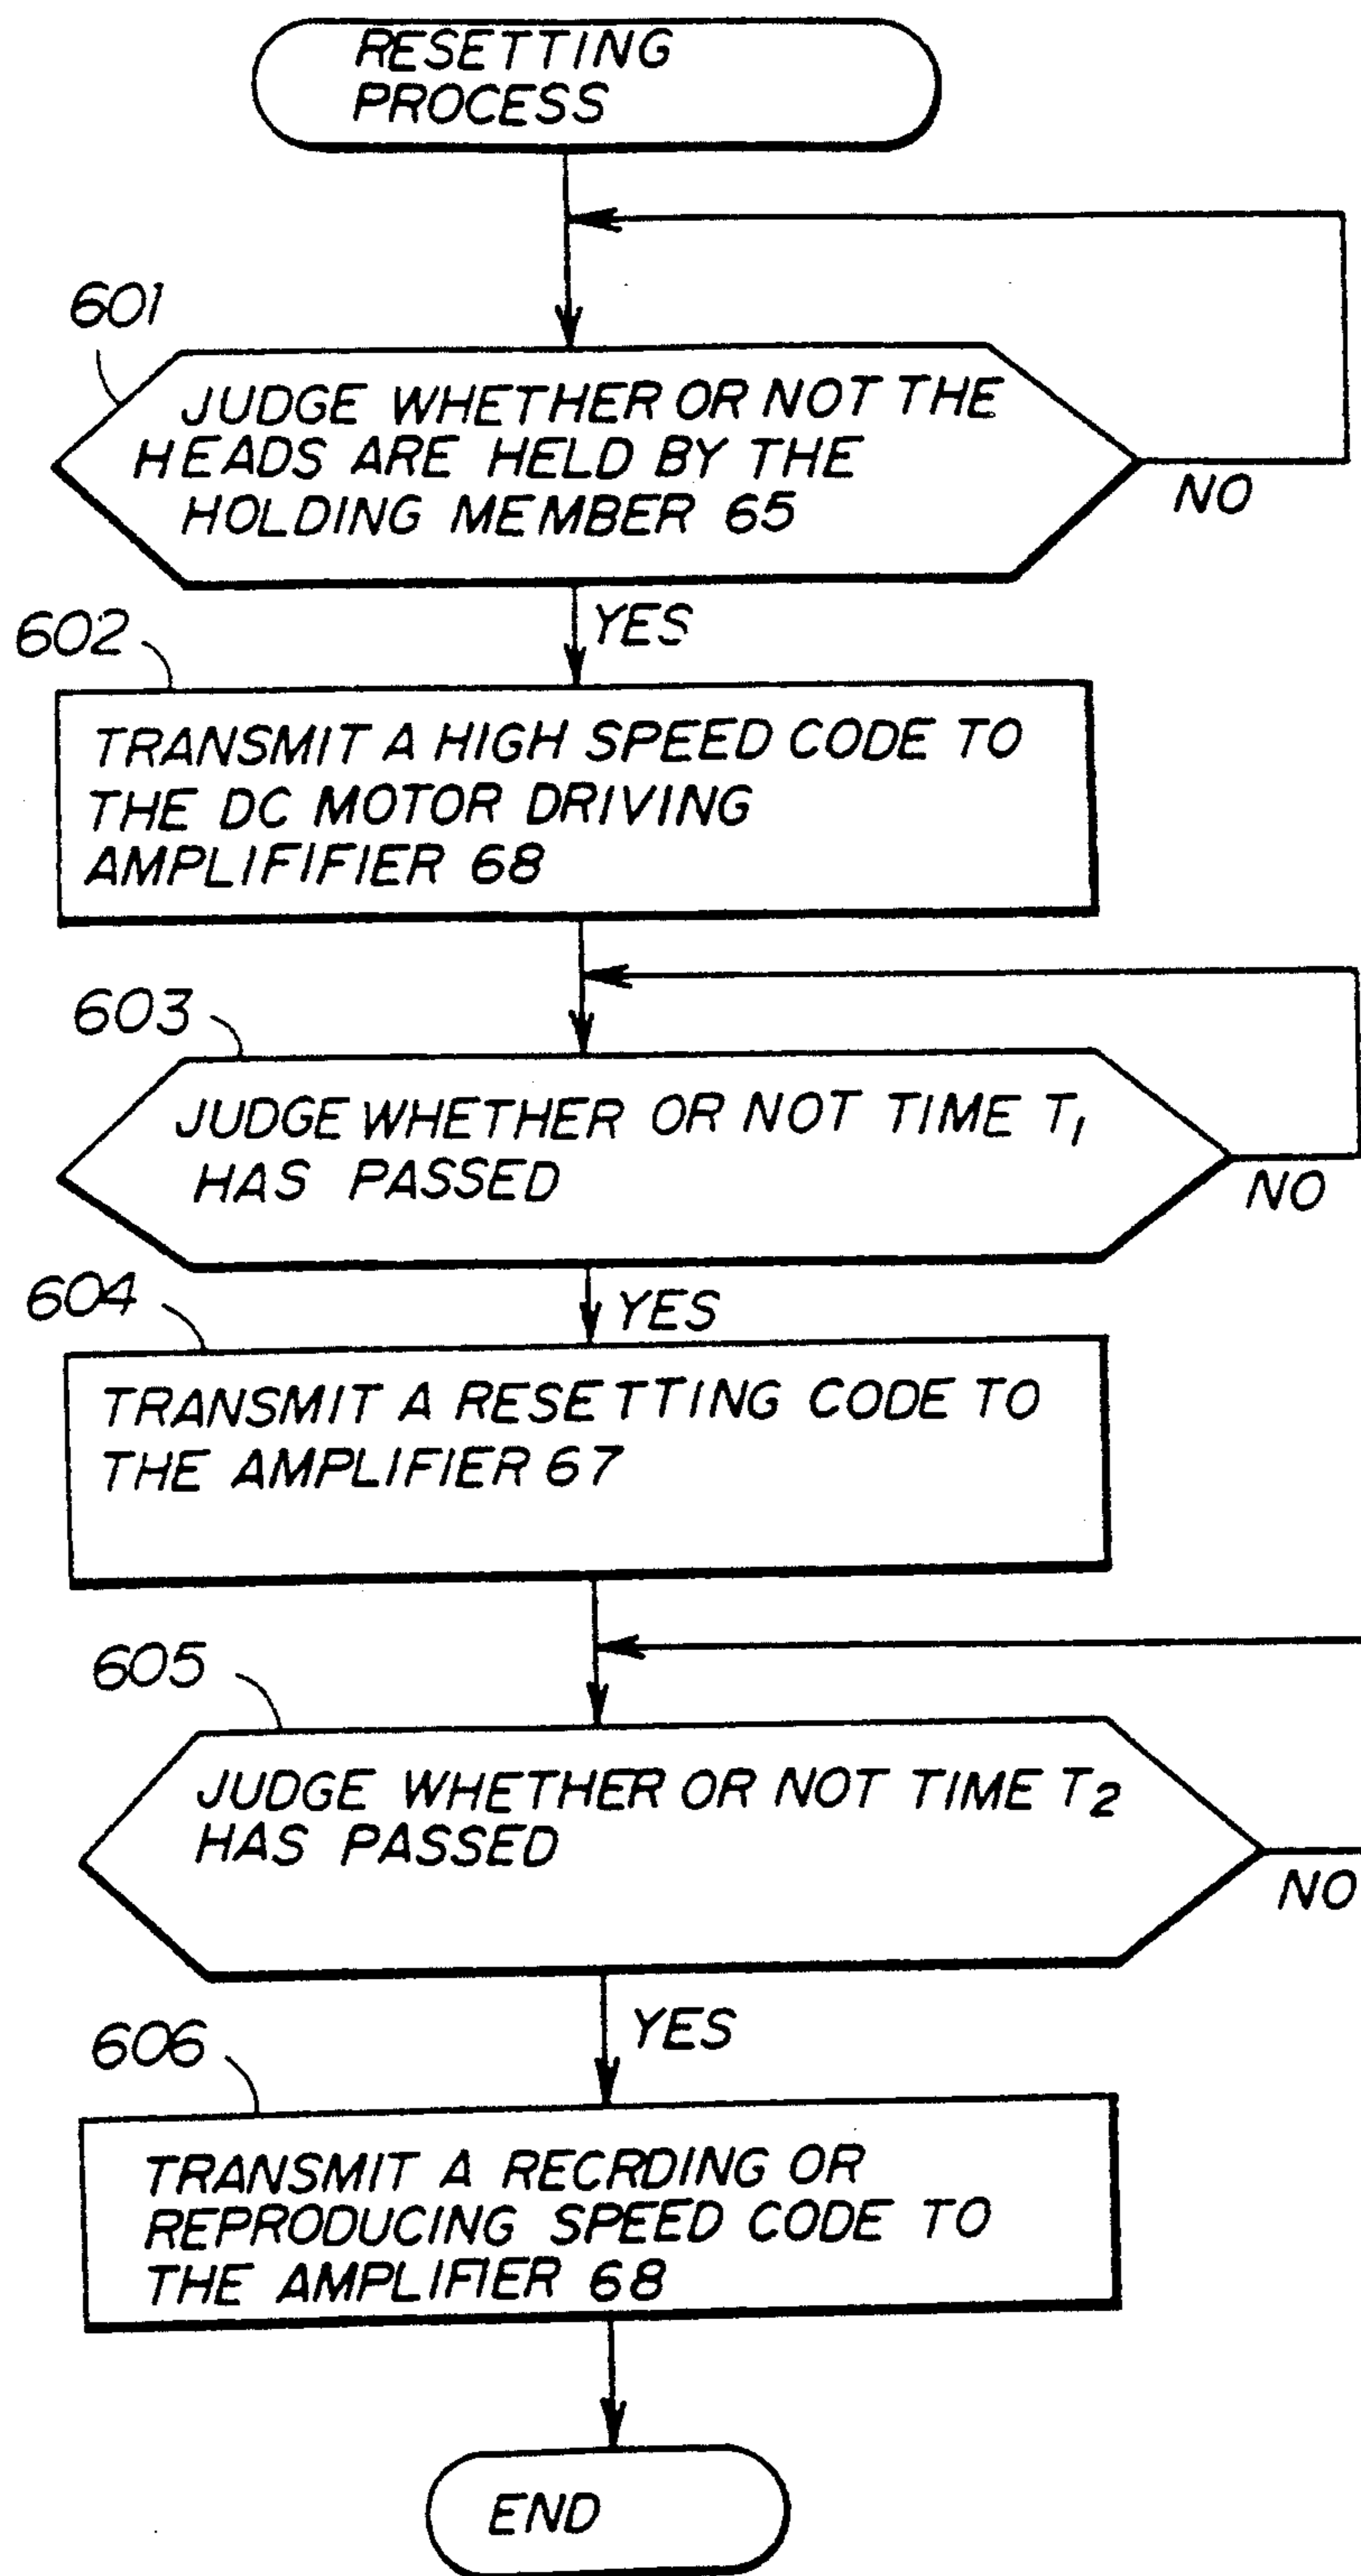 RESETTING
PROCESS
601
JUDGE WHETHER OR NOT THE
HEADS ARE HELD BY THE
HOLDING MEMBER 65
NO
YES
602
TRANSMIT A HIGH SPEED CODE TO
THE DC MOTOR DRIVING
AMPLIFIFIER 68
603
JUDGE WHETHER OR NOT TIME T₁
HAS PASSED
NO
YES
604
TRANSMIT A RESETTING CODE TO
THE AMPLIFIER 67
605
JUDGE WHETHER OR NOT TIME T₂
HAS PASSED
NO
YES
606
TRANSMIT A RECRDING OR
REPRODUCING SPEED CODE TO
THE AMPLIFIER 68
END